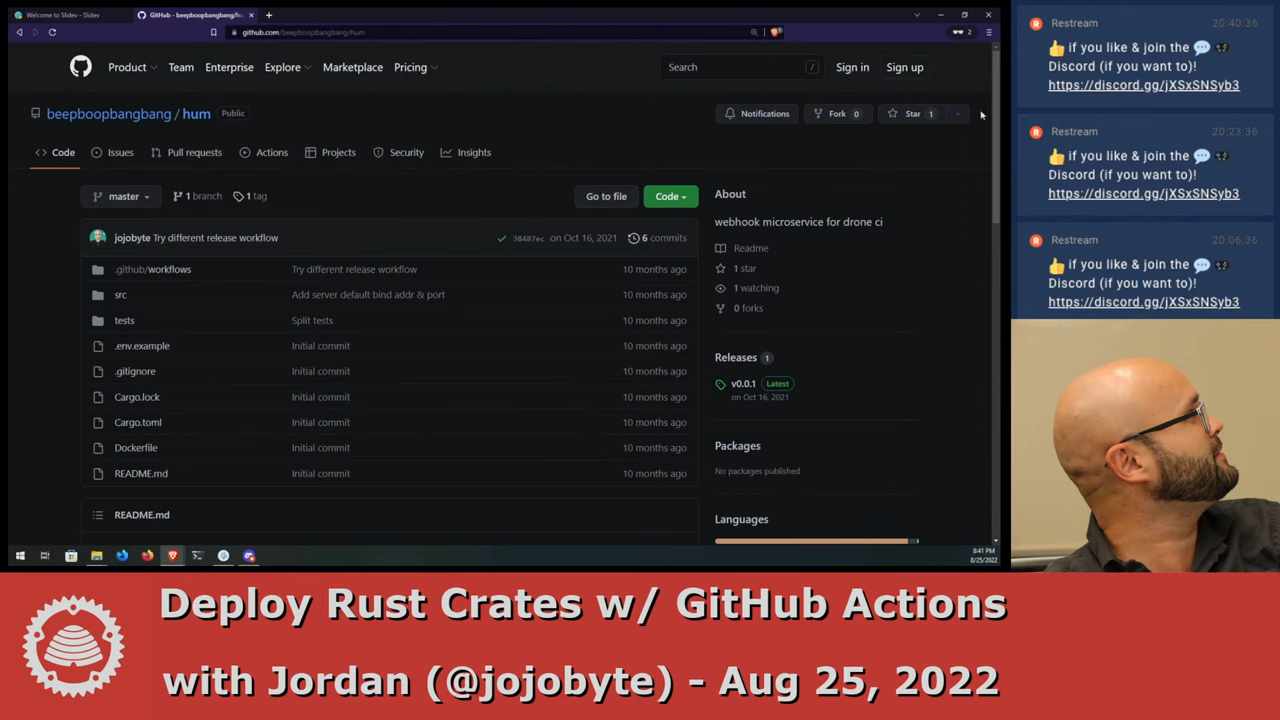 Welcome to Slidev - Slidev
GitHub - beepboopbangbang/hu
github.com/beepboopbangbang/hum
2
Product Team Enterprise Explore Marketplace Pricing
Search /
Sign in Sign up
beepboopbangbang / hum Public
Notifications Fork 0 Star 1
Code Issues Pull requests Actions Projects Security Insights
master 1 branch 1 tag
Go to file Code
jojobyte Try different release workflow 38487ec on Oct 16, 2021 6 commits
.github/workflows Try different release workflow 10 months ago
src Add server default bind addr & port 10 months ago
tests Split tests 10 months ago
.env.example Initial commit 10 months ago
.gitignore Initial commit 10 months ago
Cargo.lock Initial commit 10 months ago
Cargo.toml Initial commit 10 months ago
Dockerfile Initial commit 10 months ago
README.md Initial commit 10 months ago
README.md
About
webhook microservice for drone ci
Readme
1 star
1 watching
0 forks
Releases 1
v0.0.1 Latest
on Oct 16, 2021
Packages
No packages published
Languages
8:41 PM
8/25/2022
Restream 20:40:36
👍 if you like & join the 💬
Discord (if you want to)!
https://discord.gg/jXSxSNSyb3
Restream 20:23:36
👍 if you like & join the 💬
Discord (if you want to)!
https://discord.gg/jXSxSNSyb3
Restream 20:06:36
👍 if you like & join the 💬
Discord (if you want to)!
https://discord.gg/jXSxSNSyb3
Deploy Rust Crates w/ GitHub Actions
with Jordan (@jojobyte) - Aug 25, 2022